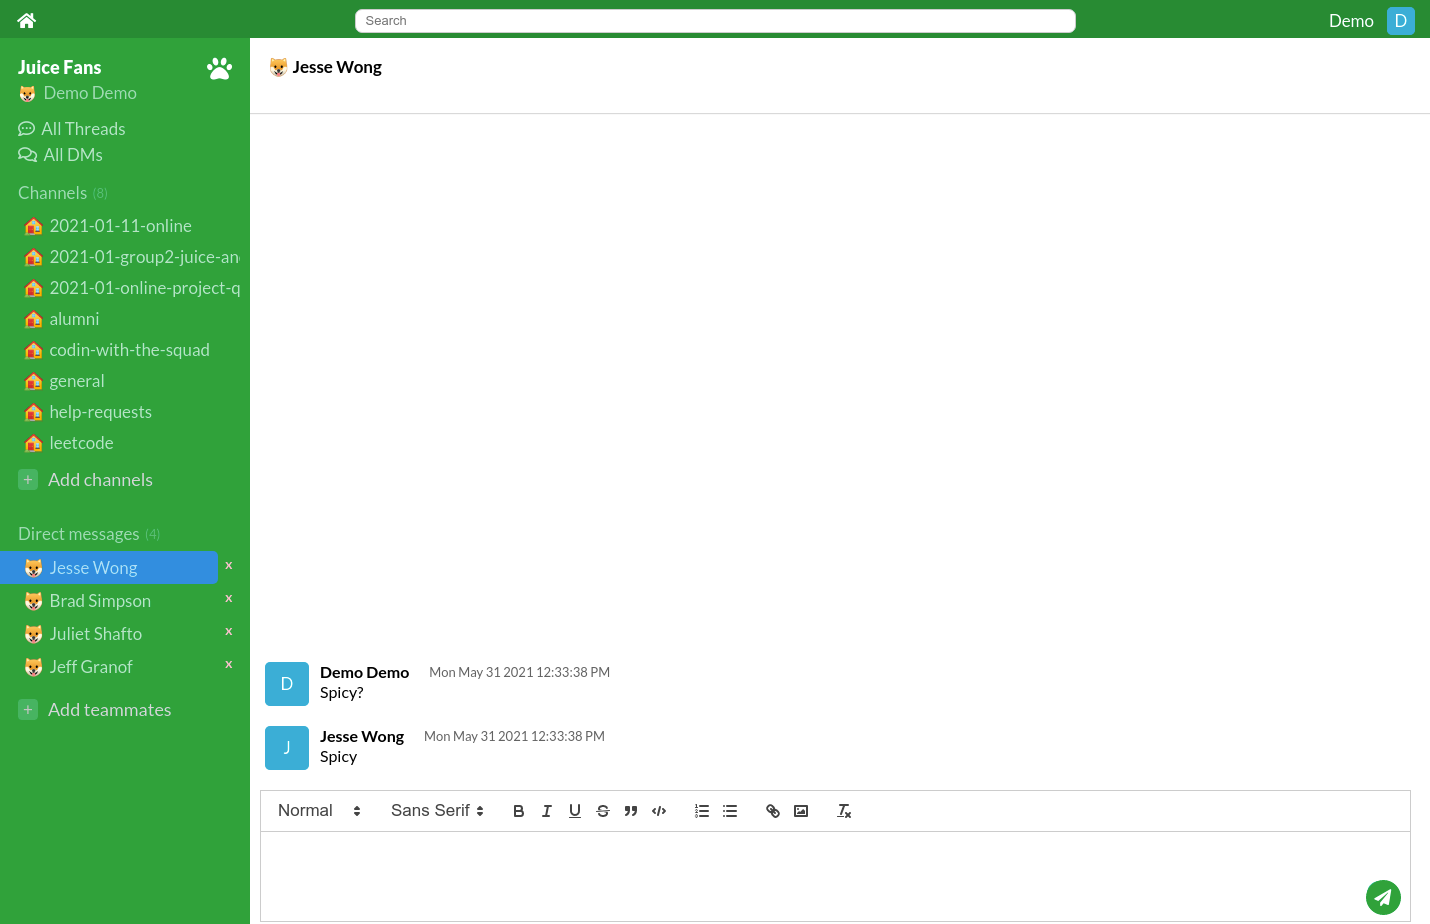 Search
Demo D
Juice Fans
Demo Demo
All Threads
All DMs
Channels (8)
2021-01-11-online
2021-01-group2-juice-and
2021-01-online-project-q
alumni
codin-with-the-squad
general
help-requests
leetcode
+ Add channels
Direct messages (4)
Jesse Wong x
Brad Simpson x
Juliet Shafto x
Jeff Granof x
+ Add teammates
Jesse Wong
D
Demo Demo Mon May 31 2021 12:33:38 PM
Spicy?
J
Jesse Wong Mon May 31 2021 12:33:38 PM
Spicy
Normal Sans Serif